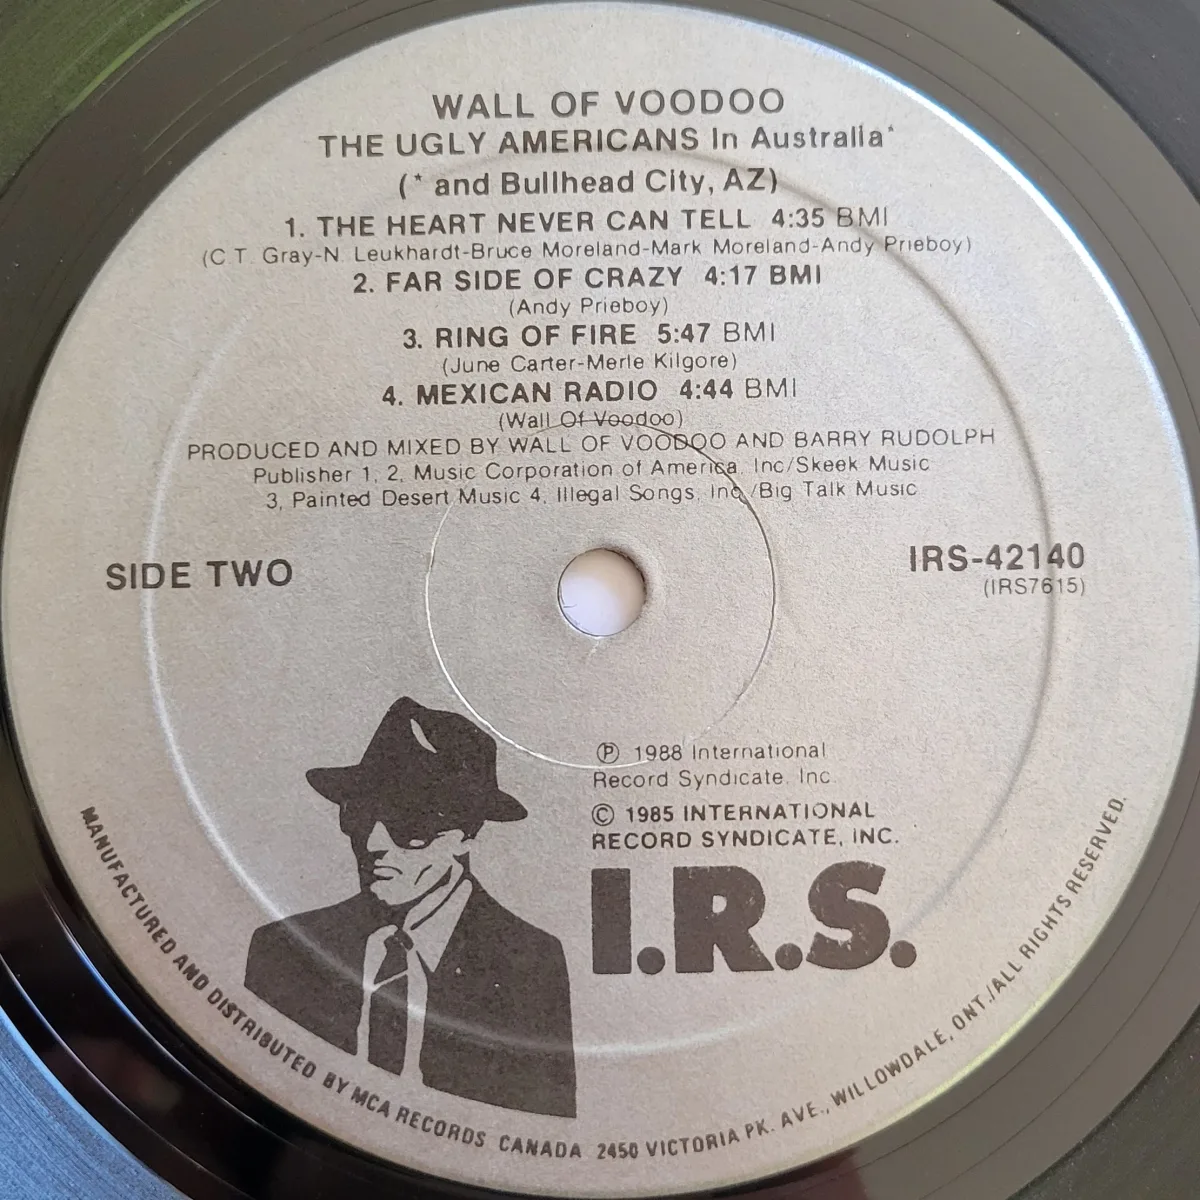 WALL OF VOODOO
THE UGLY AMERICANS In Australia*
(* and Bullhead City, AZ)
1. THE HEART NEVER CAN TELL 4:35 BMI
(C.T. Gray-N. Leukhardt-Bruce Moreland-Mark Moreland-Andy Prieboy)
2. FAR SIDE OF CRAZY 4:17 BMI
(Andy Prieboy)
3. RING OF FIRE 5:47 BMI
(June Carter-Merle Kilgore)
4. MEXICAN RADIO 4:44 BMI
(Wall Of Voodoo)
PRODUCED AND MIXED BY WALL OF VOODOO AND BARRY RUDOLPH
Publisher 1, 2, Music Corporation of America, Inc/Skeek Music
3, Painted Desert Music 4, Illegal Songs, Inc./Big Talk Music
SIDE TWO
IRS-42140
(IRS7615)
℗ 1988 International
Record Syndicate, Inc.
© 1985 INTERNATIONAL
RECORD SYNDICATE, INC.
I.R.S.
MANUFACTURED AND DISTRIBUTED BY MCA RECORDS CANADA 2450 VICTORIA PK. AVE., WILLOWDALE, ONT./ALL RIGHTS RESERVED.